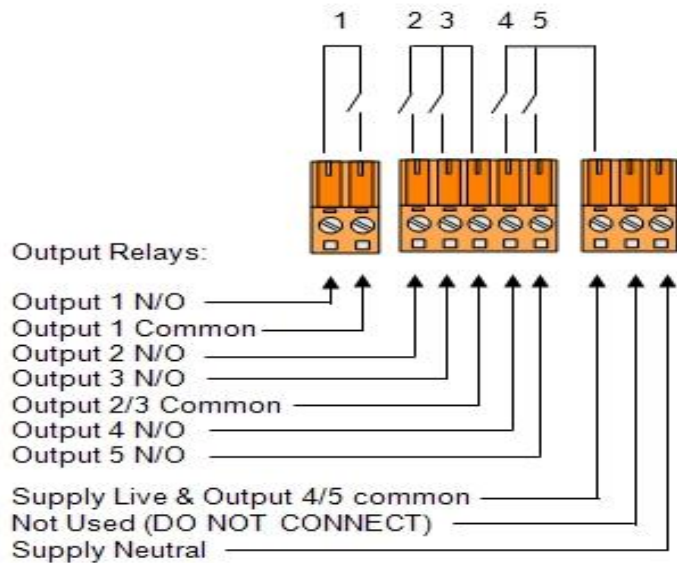 1 2 3 4 5
Output Relays:
Output 1 N/O
Output 1 Common
Output 2 N/O
Output 3 N/O
Output 2/3 Common
Output 4 N/O
Output 5 N/O
Supply Live & Output 4/5 common
Not Used (DO NOT CONNECT)
Supply Neutral